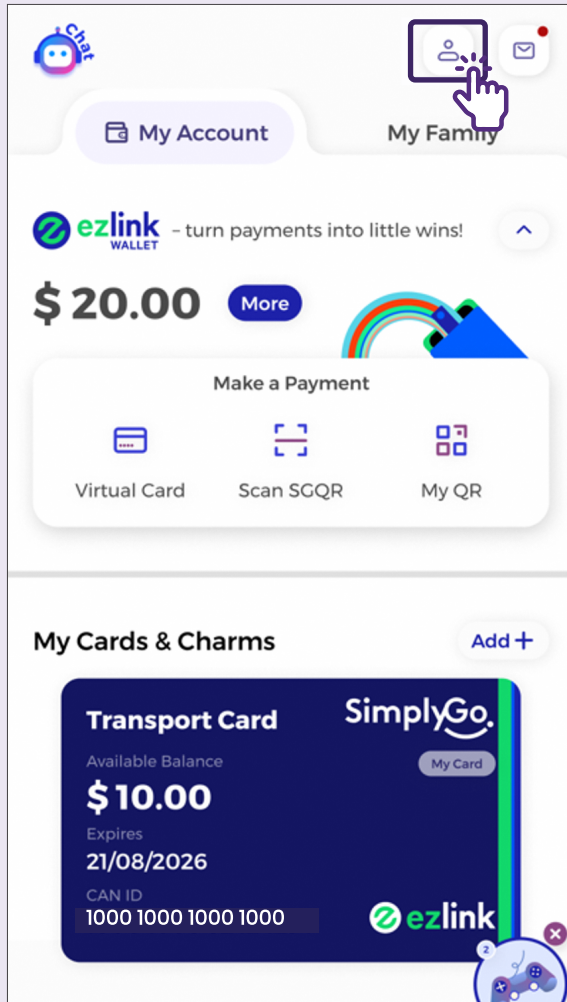 Chat
My Account
My Family
ezlink
WALLET
– turn payments into little wins!
$ 20.00
More
Make a Payment
Virtual Card
Scan SGQR
My QR
My Cards & Charms
Add +
Transport Card
SimplyGo.
Available Balance
My Card
$ 10.00
Expires
21/08/2026
CAN ID
1000 1000 1000 1000
ezlink
2